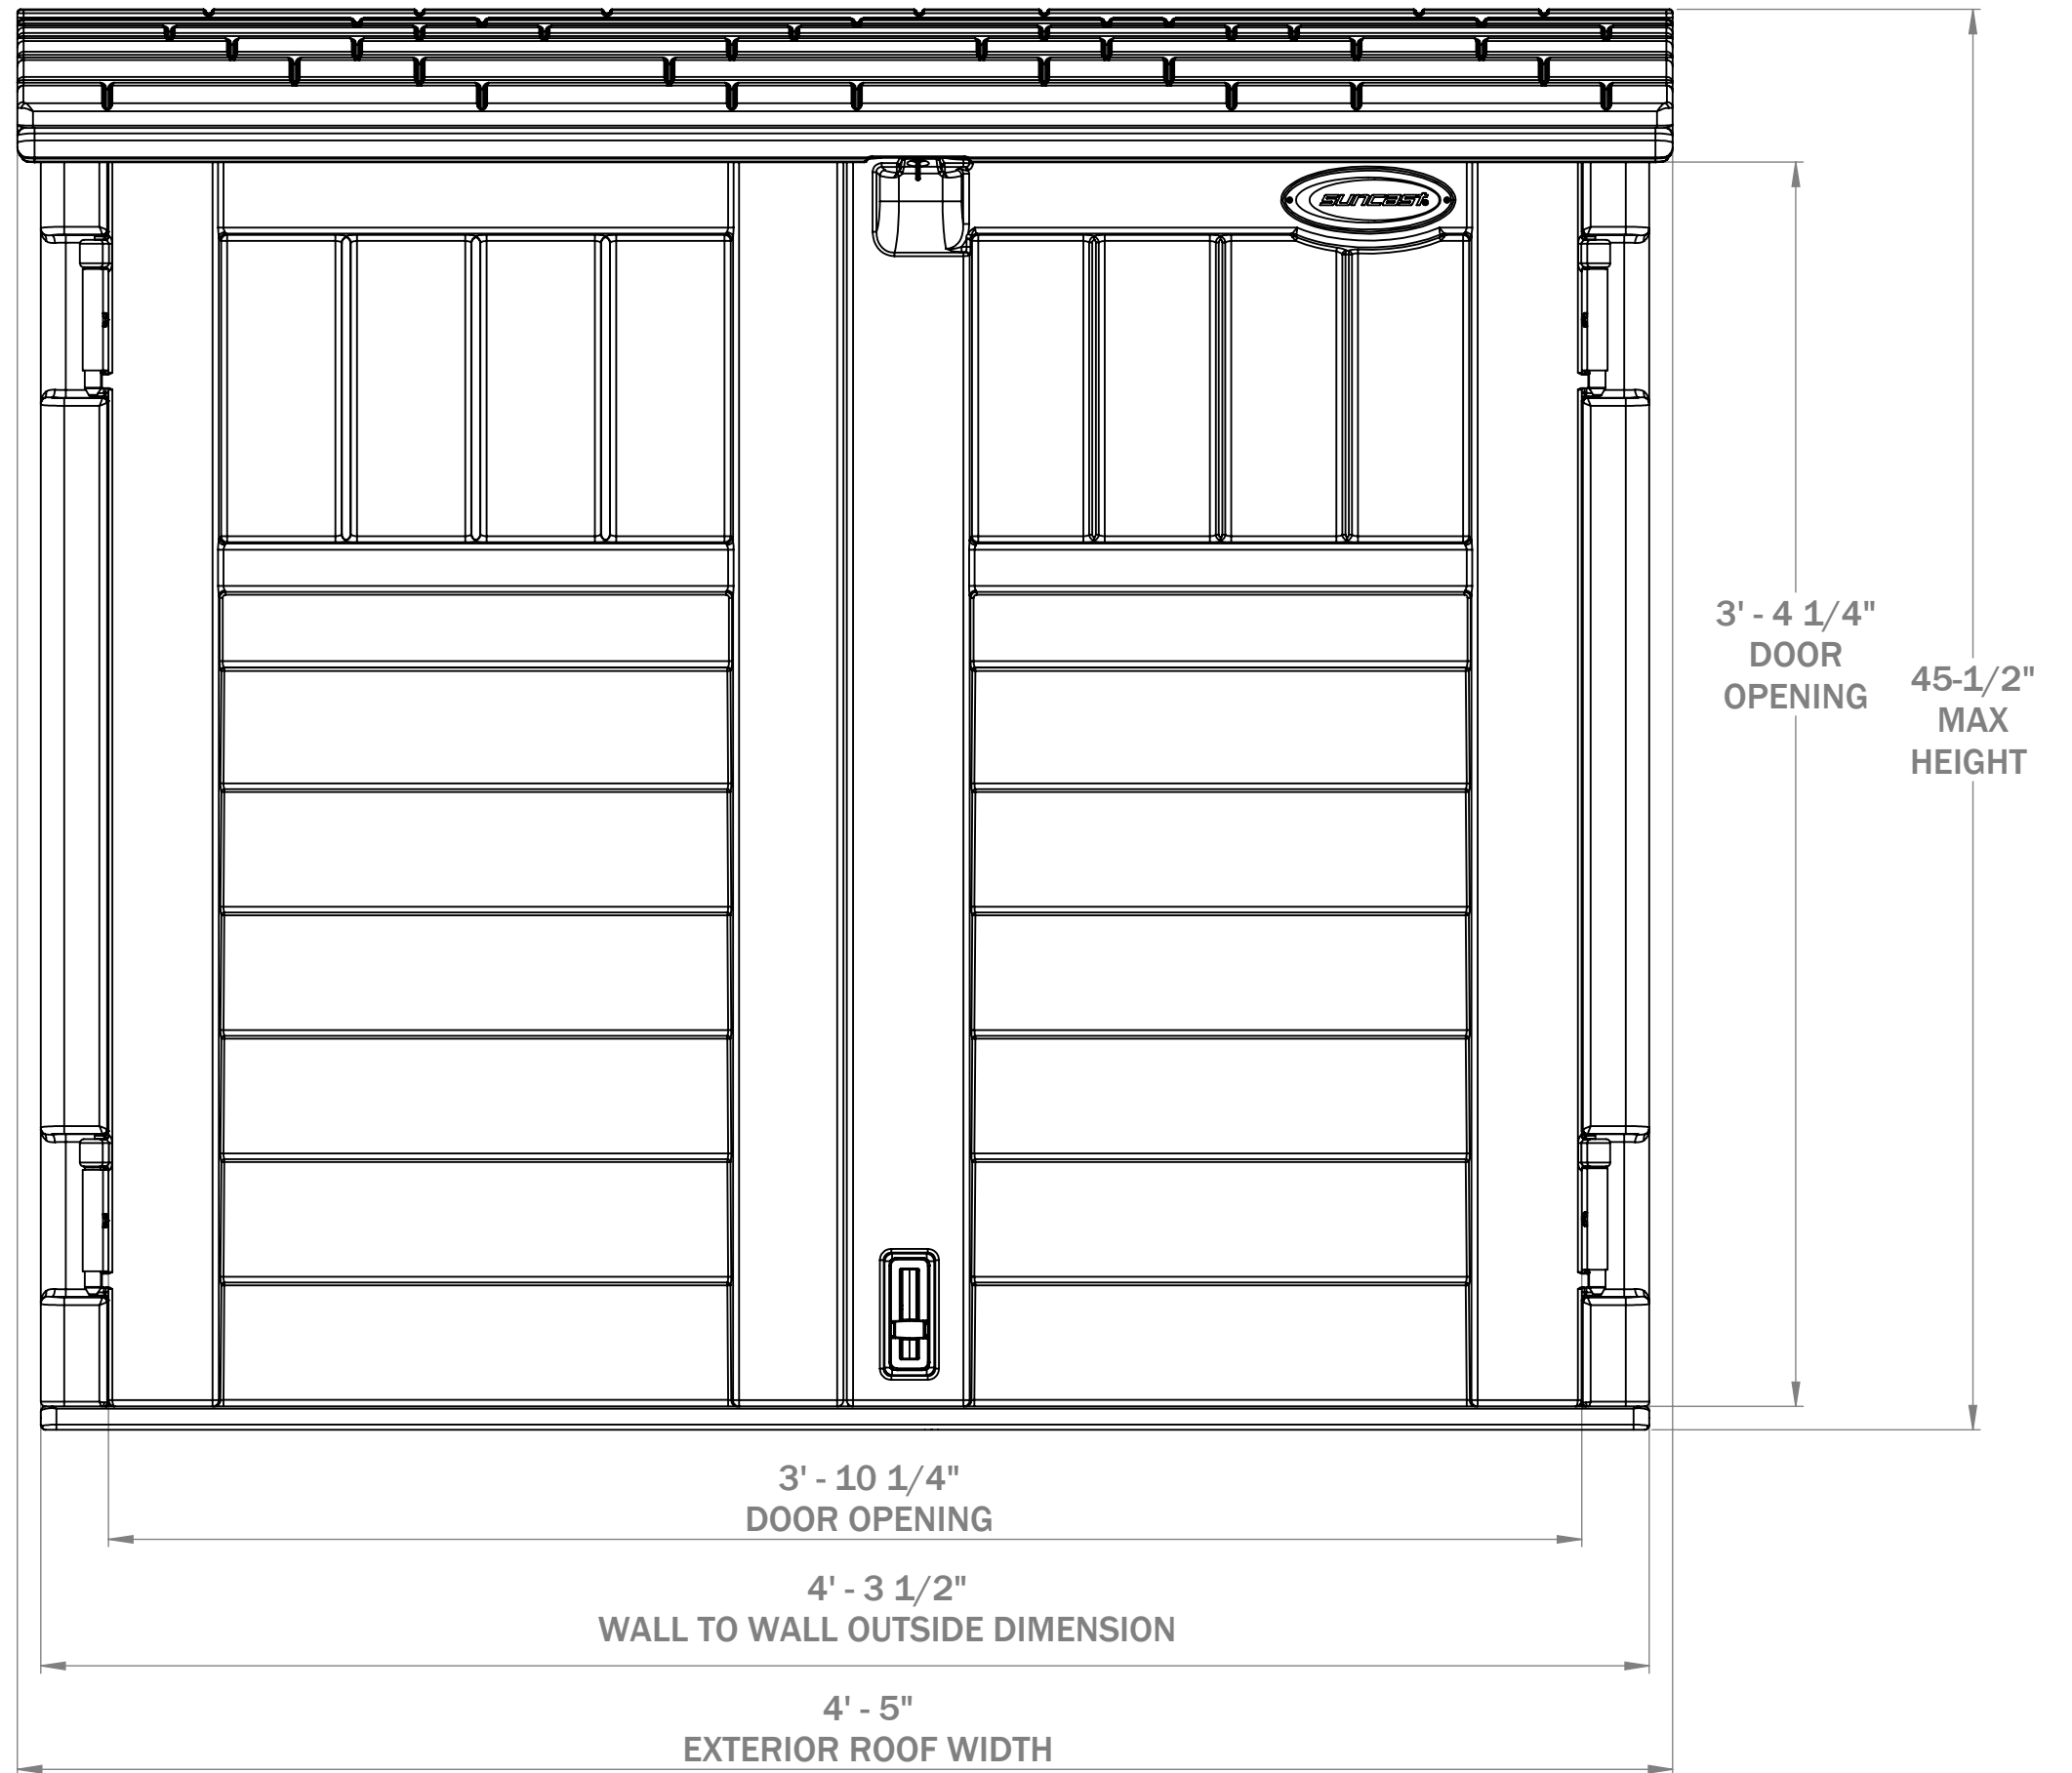 suncast
3' - 4 1/4"
DOOR
OPENING
45-1/2"
MAX
HEIGHT
3' - 10 1/4"
DOOR OPENING
4' - 3 1/2"
WALL TO WALL OUTSIDE DIMENSION
4' - 5"
EXTERIOR ROOF WIDTH